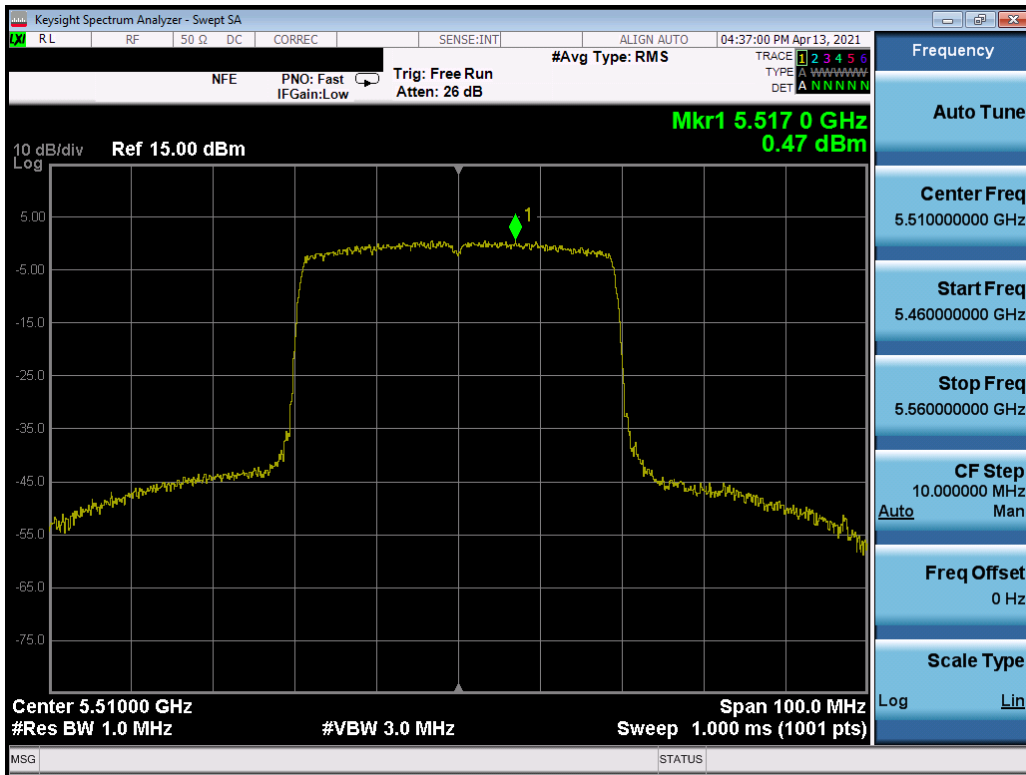 Keysight Spectrum Analyzer - Swept SA
LXI RL RF 50 Ω DC CORREC SENSE:INT ALIGN AUTO 04:37:00 PM Apr 13, 2021
#Avg Type: RMS
TRACE 1 2 3 4 5 6
TYPE A WWWWW
DET A N N N N N
NFE
PNO: Fast
IFGain:Low
Trig: Free Run
Atten: 26 dB
Mkr1 5.517 0 GHz
0.47 dBm
10 dB/div Ref 15.00 dBm
Log
1
5.00
-5.00
-15.0
-25.0
-35.0
-45.0
-55.0
-65.0
-75.0
Center 5.51000 GHz
Span 100.0 MHz
#Res BW 1.0 MHz
#VBW 3.0 MHz
Sweep 1.000 ms (1001 pts)
MSG
STATUS
Frequency
Auto Tune
Center Freq
5.510000000 GHz
Start Freq
5.460000000 GHz
Stop Freq
5.560000000 GHz
CF Step
10.000000 MHz
Auto Man
Freq Offset
0 Hz
Scale Type
Log Lin